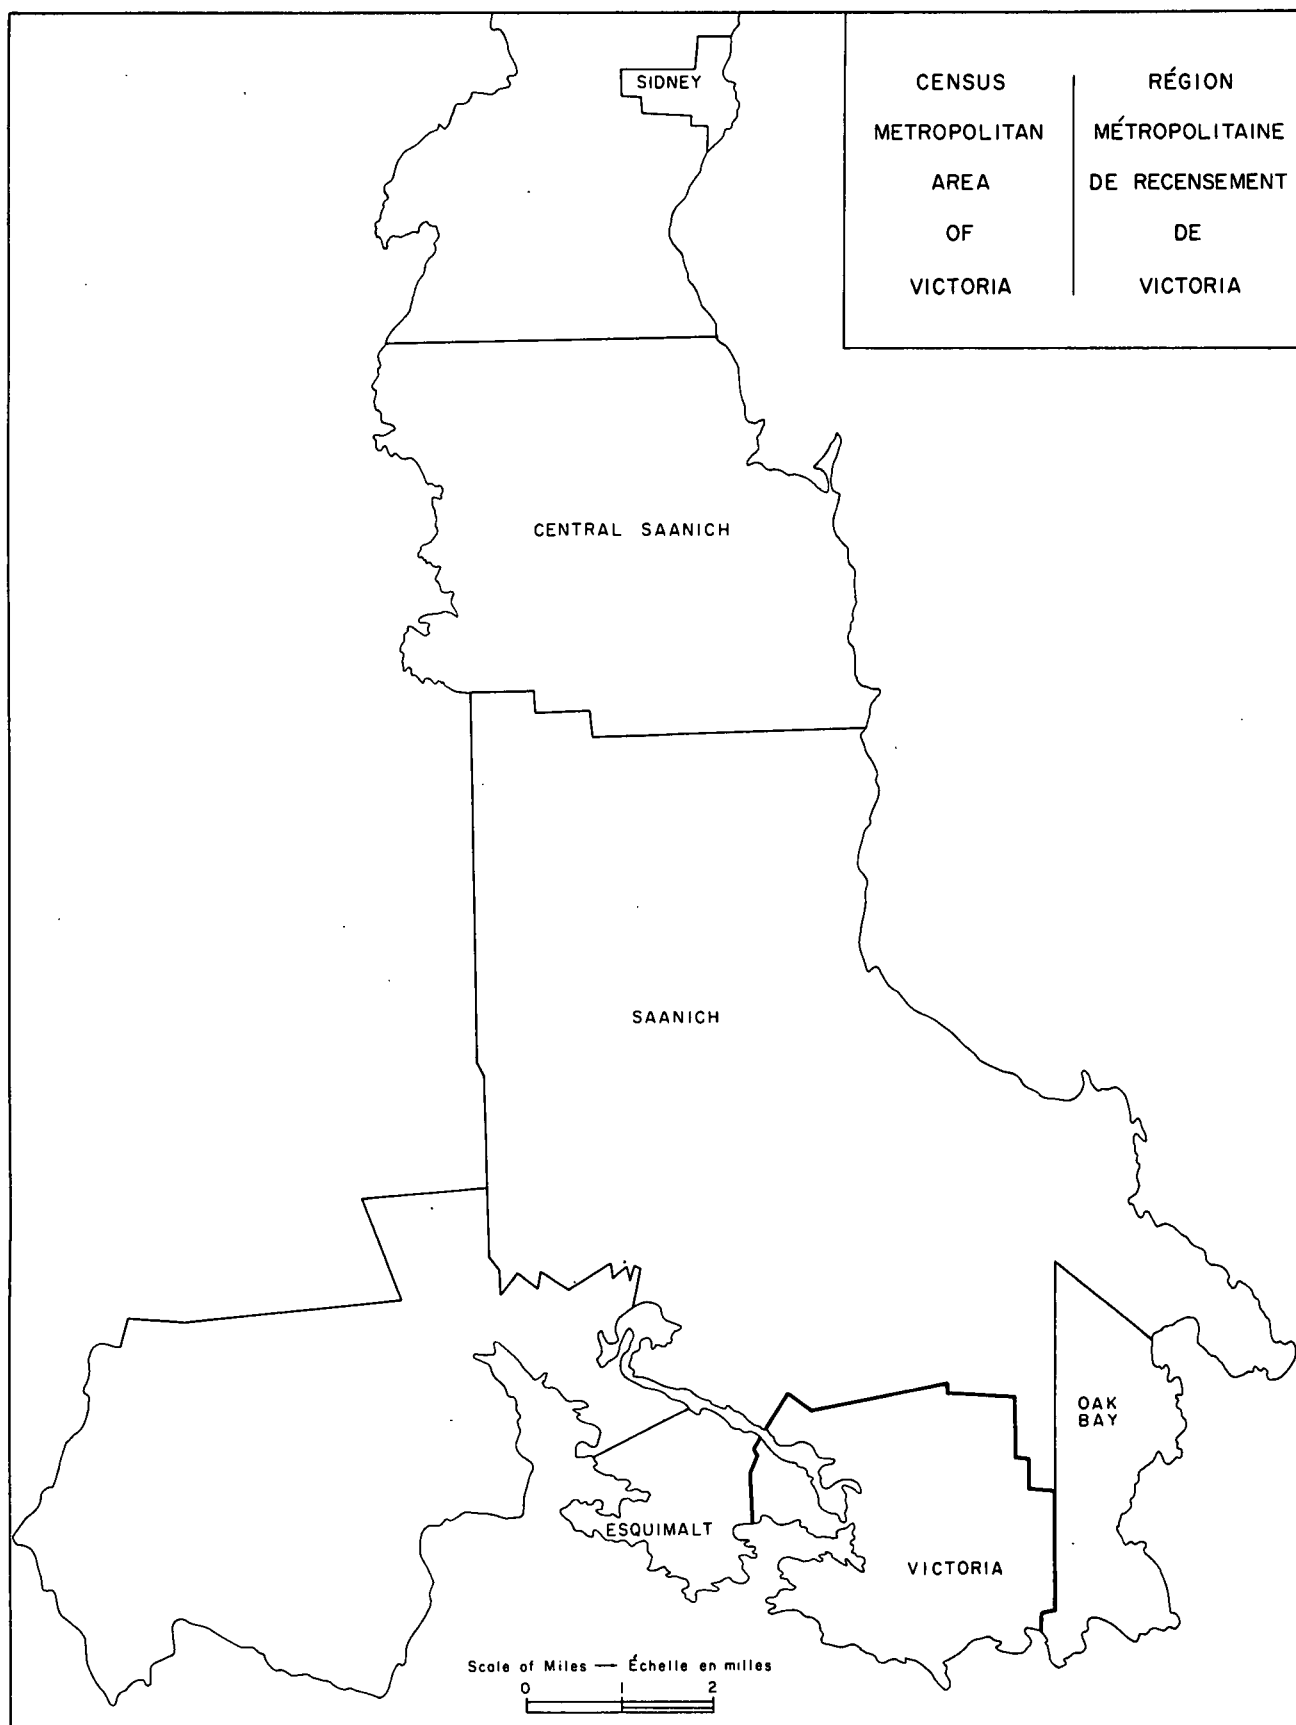 SIDNEY
CENSUS
METROPOLITAN
AREA
OF
VICTORIA
RÉGION
MÉTROPOLITAINE
DE RECENSEMENT
DE
VICTORIA
CENTRAL SAANICH
SAANICH
OAK
BAY
ESQUIMALT
VICTORIA
Scale of Miles — Échelle en milles
0 1 2